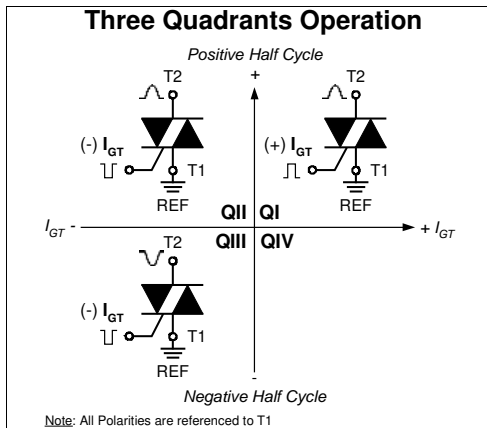 Three Quadrants Operation
Positive Half Cycle
+
T2
T2
(-) IGT
(+) IGT
T1
T1
REF
REF
QII QI
IGT -
+ IGT
QIII QIV
T2
(-) IGT
T1
REF
-
Negative Half Cycle
Note: All Polarities are referenced to T1